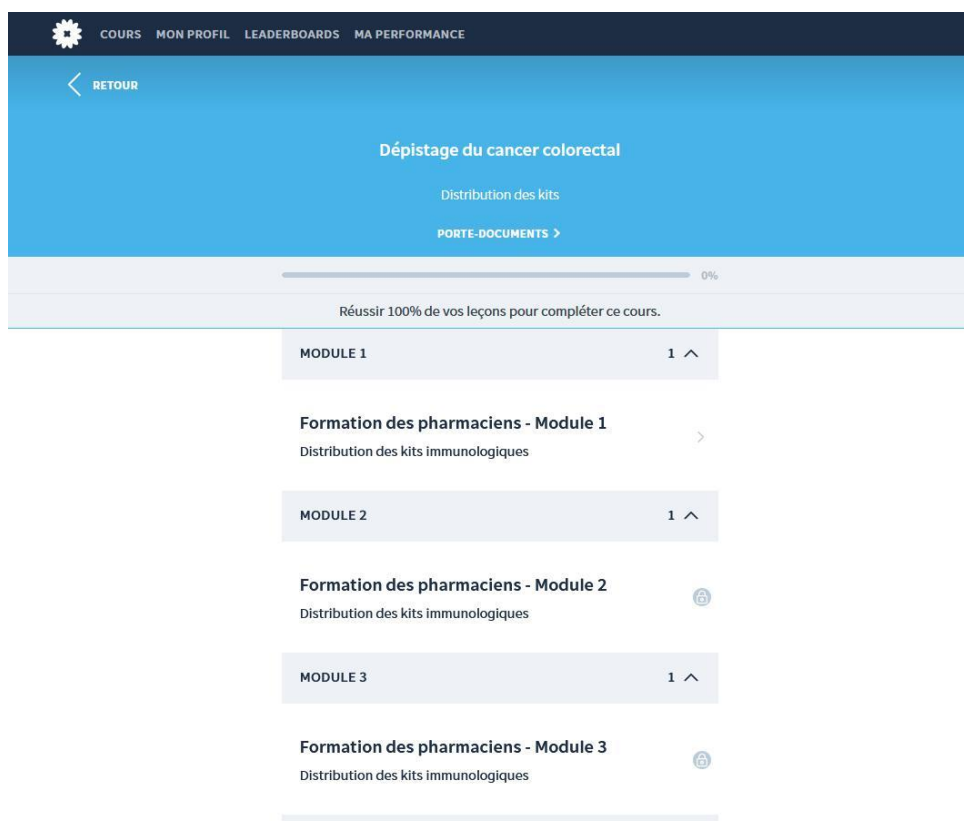 COURS MON PROFIL LEADERBOARDS MA PERFORMANCE
RETOUR
Dépistage du cancer colorectal
Distribution des kits
PORTE-DOCUMENTS >
0%
Réussir 100% de vos leçons pour compléter ce cours.
MODULE 1 1
Formation des pharmaciens - Module 1
Distribution des kits immunologiques
MODULE 2 1
Formation des pharmaciens - Module 2
Distribution des kits immunologiques
MODULE 3 1
Formation des pharmaciens - Module 3
Distribution des kits immunologiques